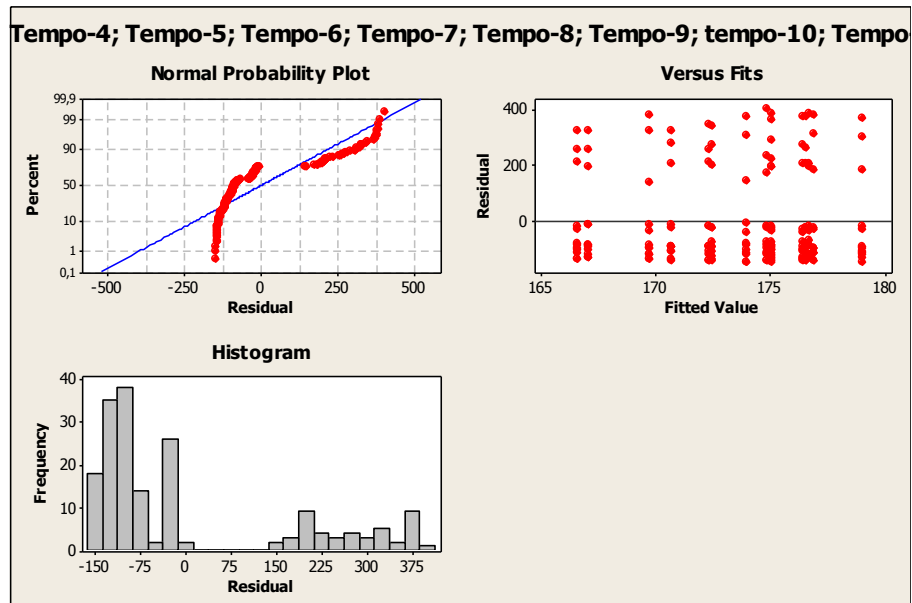 Tempo-4; Tempo-5; Tempo-6; Tempo-7; Tempo-8; Tempo-9; tempo-10; Tempo-
Normal Probability Plot
99,9
99
90
50
10
1
0,1
Percent
-500 -250 0 250 500
Residual
Versus Fits
400
200
0
Residual
165 170 175 180
Fitted Value
Histogram
40
30
20
10
0
Frequency
-150 -75 0 75 150 225 300 375
Residual